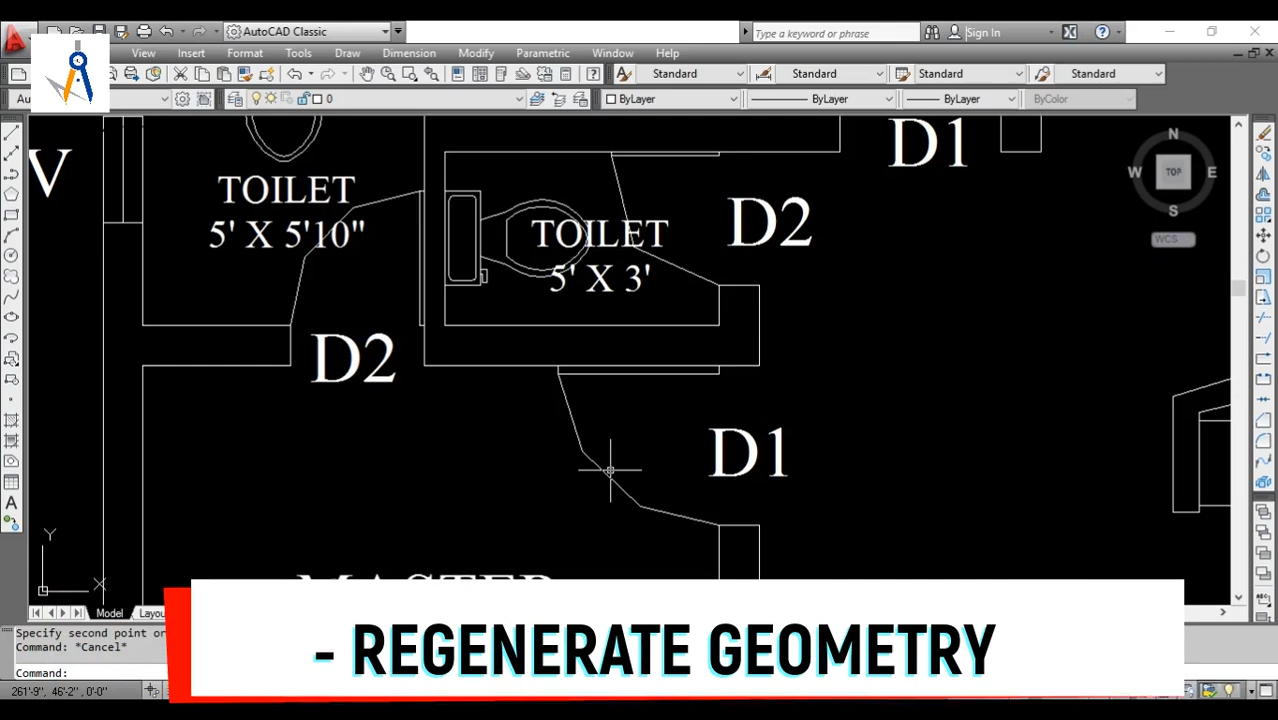 AutoCAD Classic
Type a keyword or phrase
Sign In
View Insert Format Tools Draw Dimension Modify Parametric Window Help
Standard Standard Standard Standard
0 ByLayer ByLayer ByLayer ByColor
V
TOILET
5' X 5'10"
D1
D2
TOILET
5' X 3'
D2
D1
N
W TOP E
S
WCS
Y
X
MASTER
Model
Specify second point or
Command: *Cancel*
Command:
261'-9", 46'-2", 0'-0"
- REGENERATE GEOMETRY